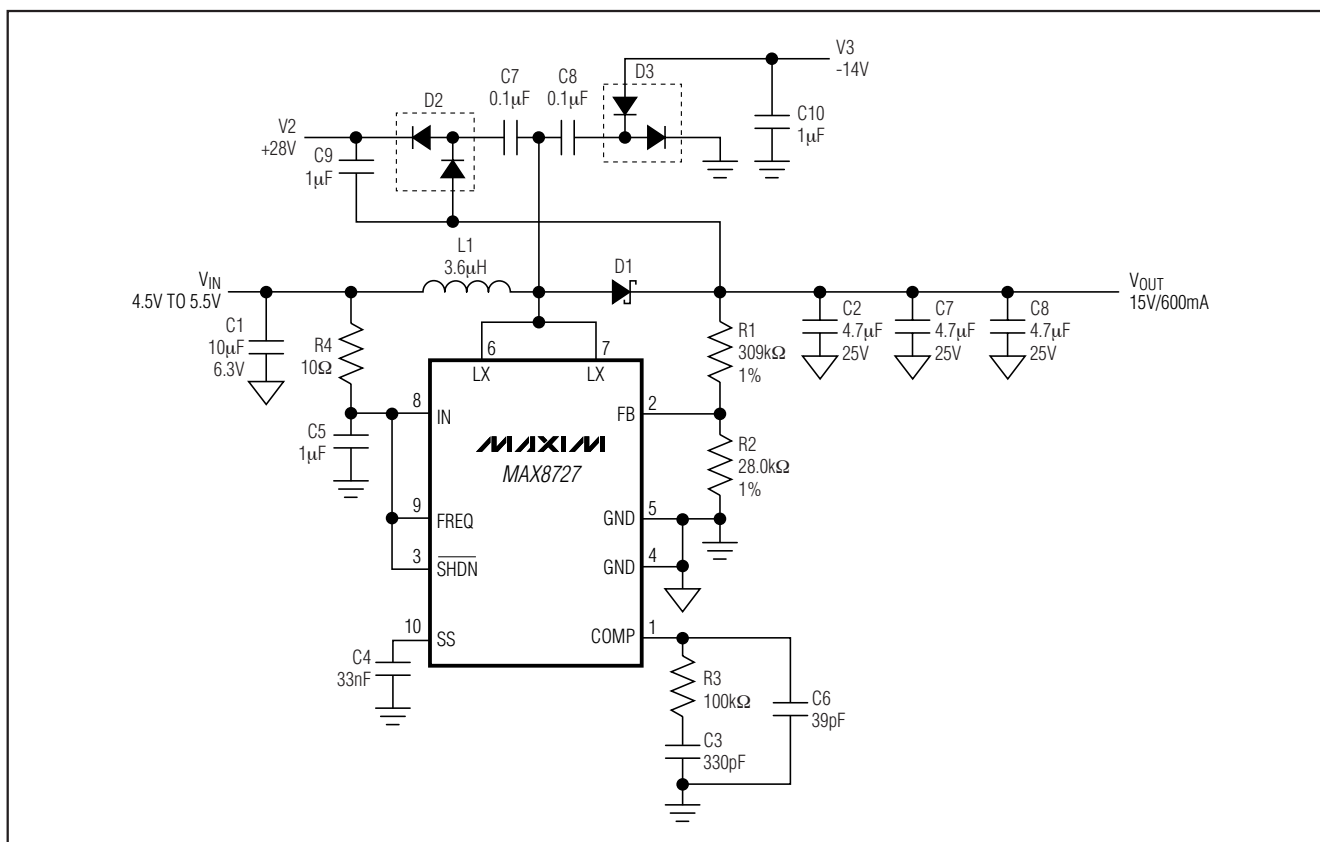 V3
-14V
D3
C7
0.1µF
C8
0.1µF
C10
1µF
D2
V2
+28V
C9
1µF
L1
3.6µH
D1
VIN
4.5V TO 5.5V
VOUT
15V/600mA
C1
10µF
6.3V
R4
10Ω
C2
4.7µF
25V
C7
4.7µF
25V
C8
4.7µF
25V
R1
309kΩ
1%
6
7
LX
LX
8
IN
FB
2
C5
1µF
MAXIM
MAX8727
R2
28.0kΩ
1%
9
FREQ
GND
5
3
SHDN
GND
4
10
SS
COMP
1
C4
33nF
R3
100kΩ
C6
39pF
C3
330pF